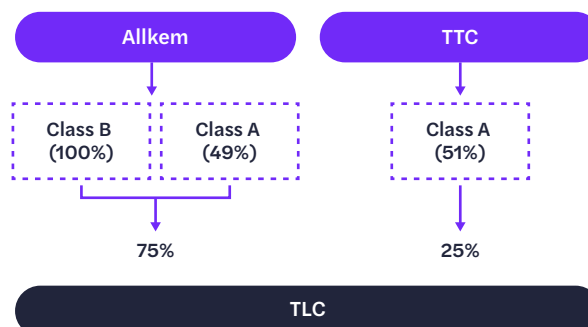 Allkem
TTC
Class B
(100%)
Class A
(49%)
Class A
(51%)
75%
25%
TLC